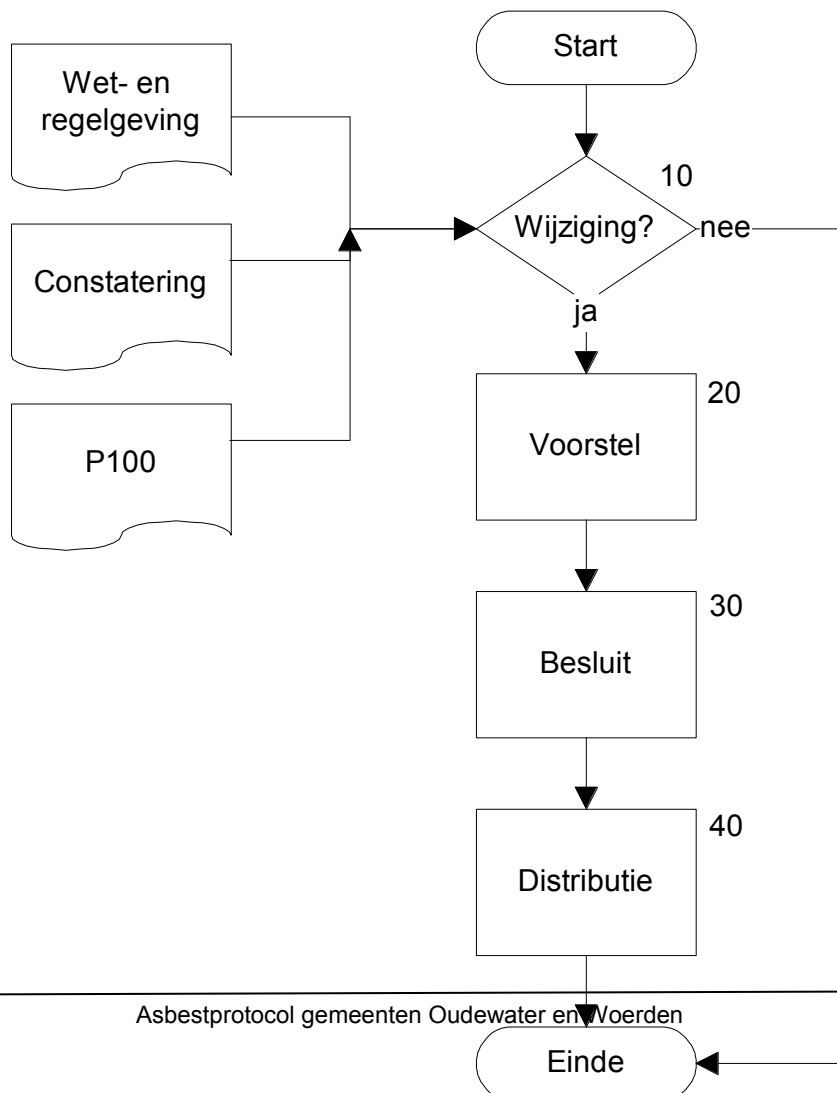 Start
Wet- en
regelgeving
10
Wijziging?
nee
Constatering
ja
20
P100
Voorstel
30
Besluit
40
Distributie
Asbestprotocol gemeenten Oudewater en Woerden
Einde